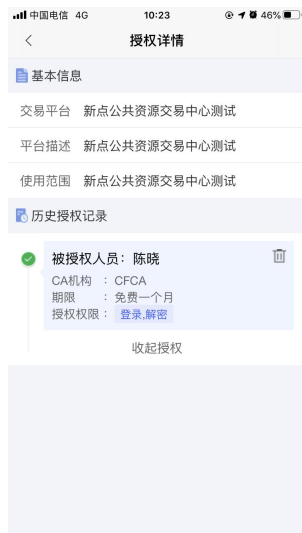 中国电信 4G 10:23 46%
授权详情
基本信息
交易平台 新点公共资源交易中心测试
平台描述 新点公共资源交易中心测试
使用范围 新点公共资源交易中心测试
历史授权记录
被授权人员：陈晓
CA机构 : CFCA
期限 : 免费一个月
授权权限 : 登录,解密
收起授权